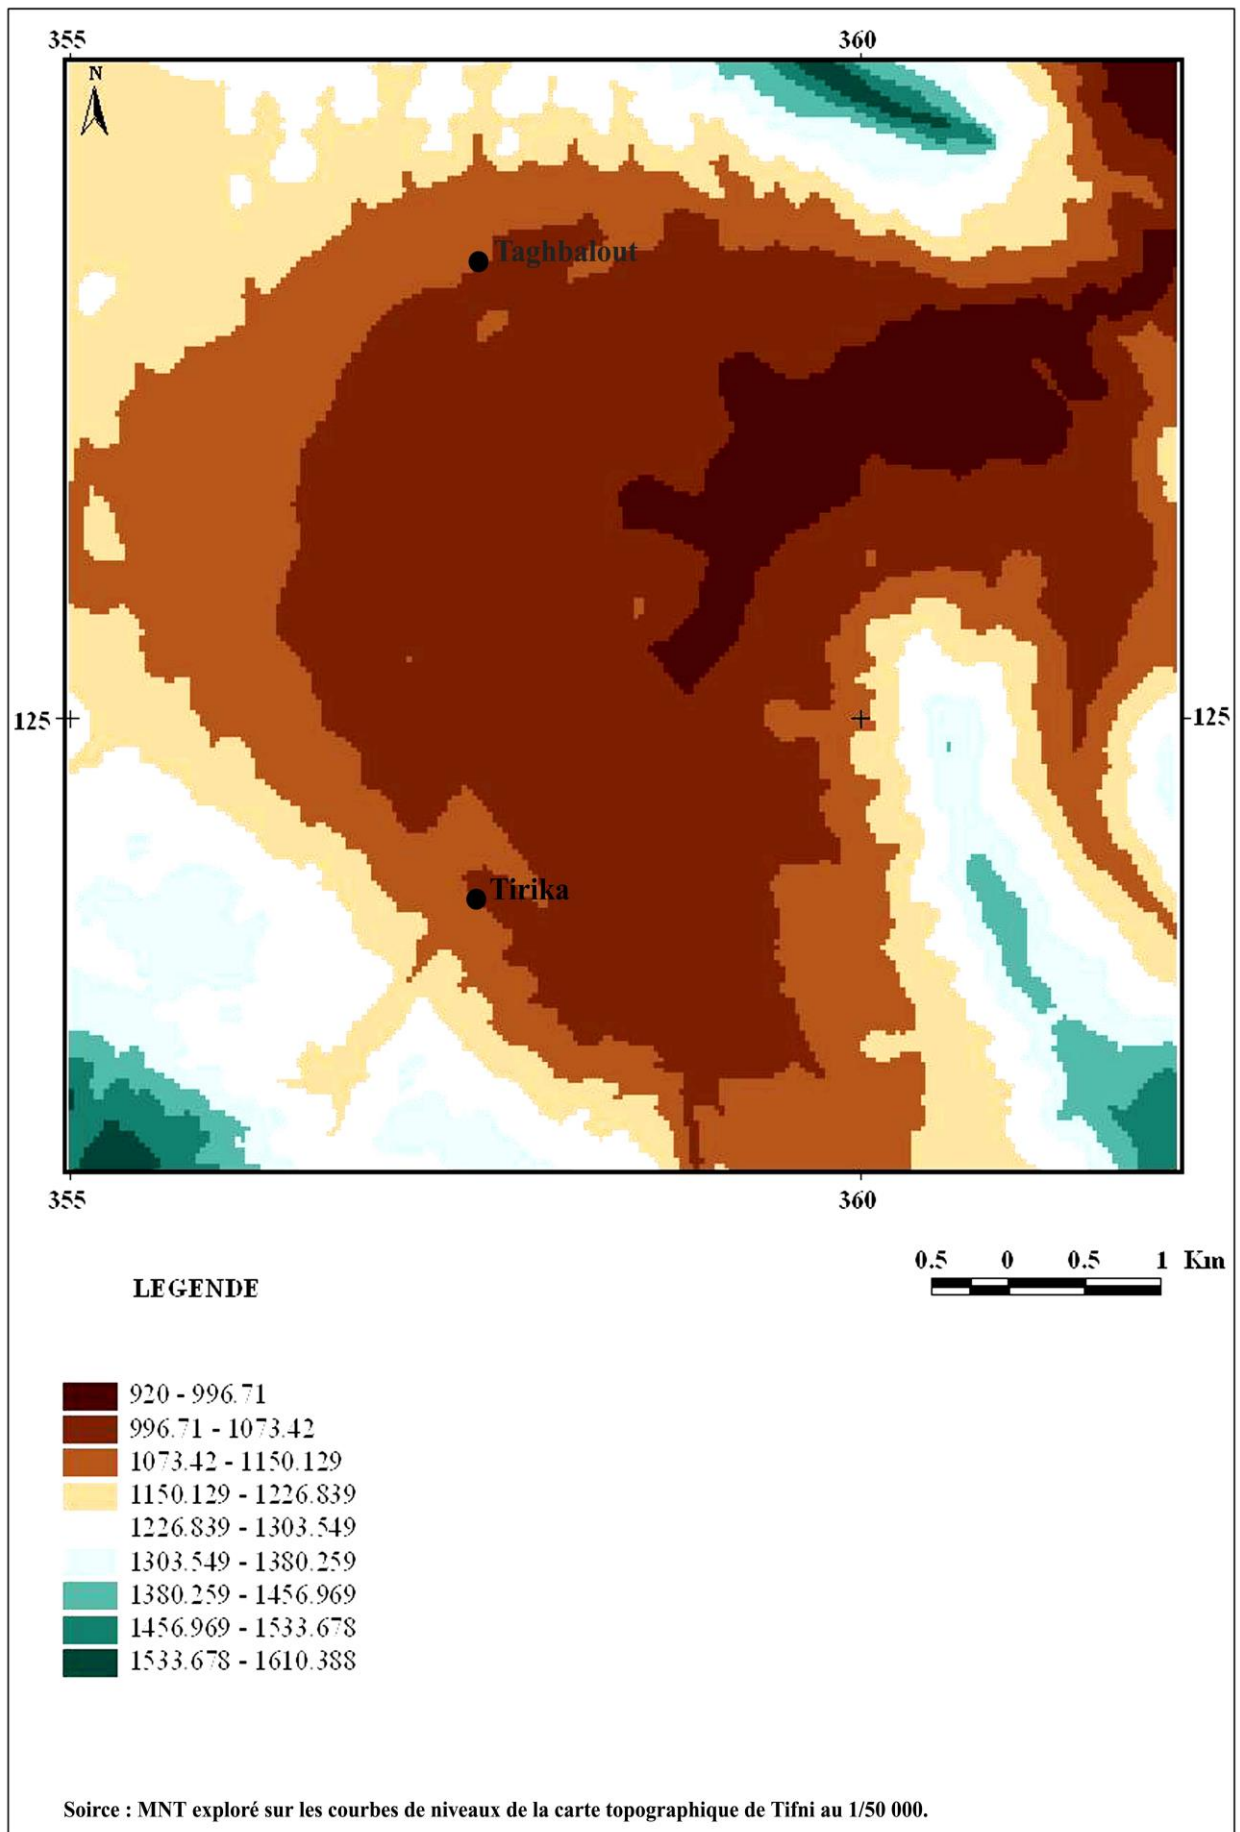 355 360
N
Taghbalout
125 125
Tirika
355 360
0.5 0 0.5 1 Km
LEGENDE
920 - 996.71
996.71 - 1073.42
1073.42 - 1150.129
1150.129 - 1226.839
1226.839 - 1303.549
1303.549 - 1380.259
1380.259 - 1456.969
1456.969 - 1533.678
1533.678 - 1610.388
Soirce : MNT exploré sur les courbes de niveaux de la carte topographique de Tifni au 1/50 000.